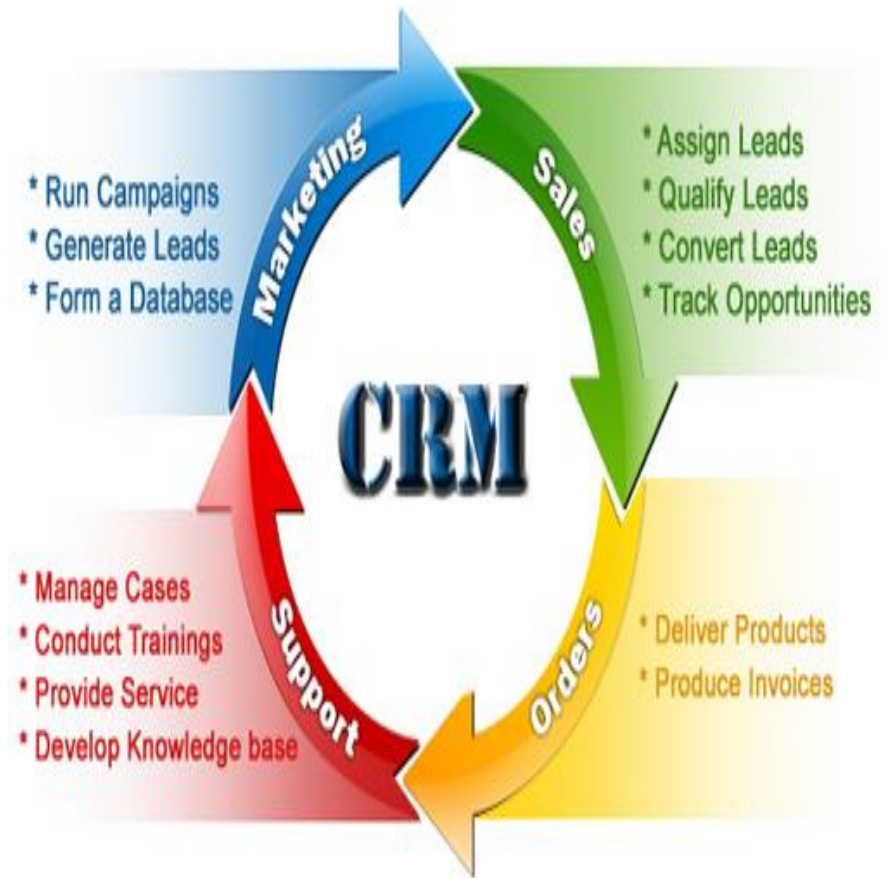 Marketing
* Run Campaigns
* Generate Leads
* Form a Database
Sales
* Assign Leads
* Qualify Leads
* Convert Leads
* Track Opportunities
CRM
Orders
* Deliver Products
* Produce Invoices
Support
* Manage Cases
* Conduct Trainings
* Provide Service
* Develop Knowledge base